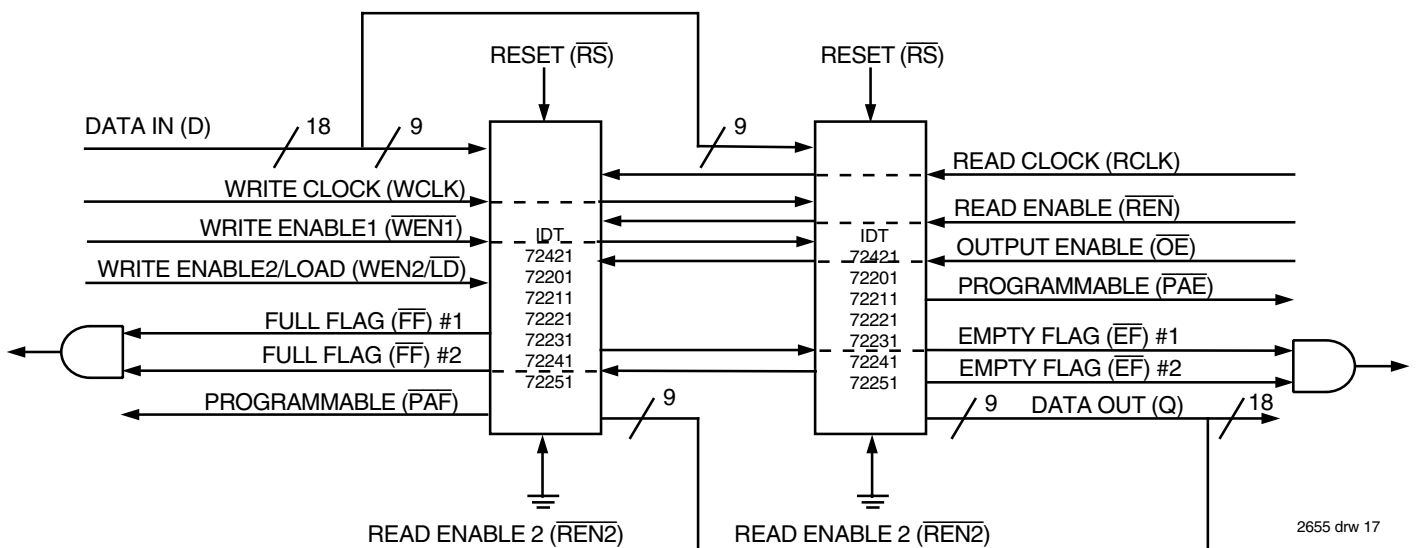 RESET (RS)
RESET (RS)
DATA IN (D)
18
9
9
READ CLOCK (RCLK)
WRITE CLOCK (WCLK)
READ ENABLE (REN)
WRITE ENABLE1 (WEN1)
OUTPUT ENABLE (OE)
WRITE ENABLE2/LOAD (WEN2/LD)
PROGRAMMABLE (PAE)
IDT
72421
72201
72211
72221
72231
72241
72251
IDT
72421
72201
72211
72221
72231
72241
72251
FULL FLAG (FF) #1
FULL FLAG (FF) #2
EMPTY FLAG (EF) #1
EMPTY FLAG (EF) #2
PROGRAMMABLE (PAF)
9
9
DATA OUT (Q)
18
READ ENABLE 2 (REN2)
READ ENABLE 2 (REN2)
2655 drw 17